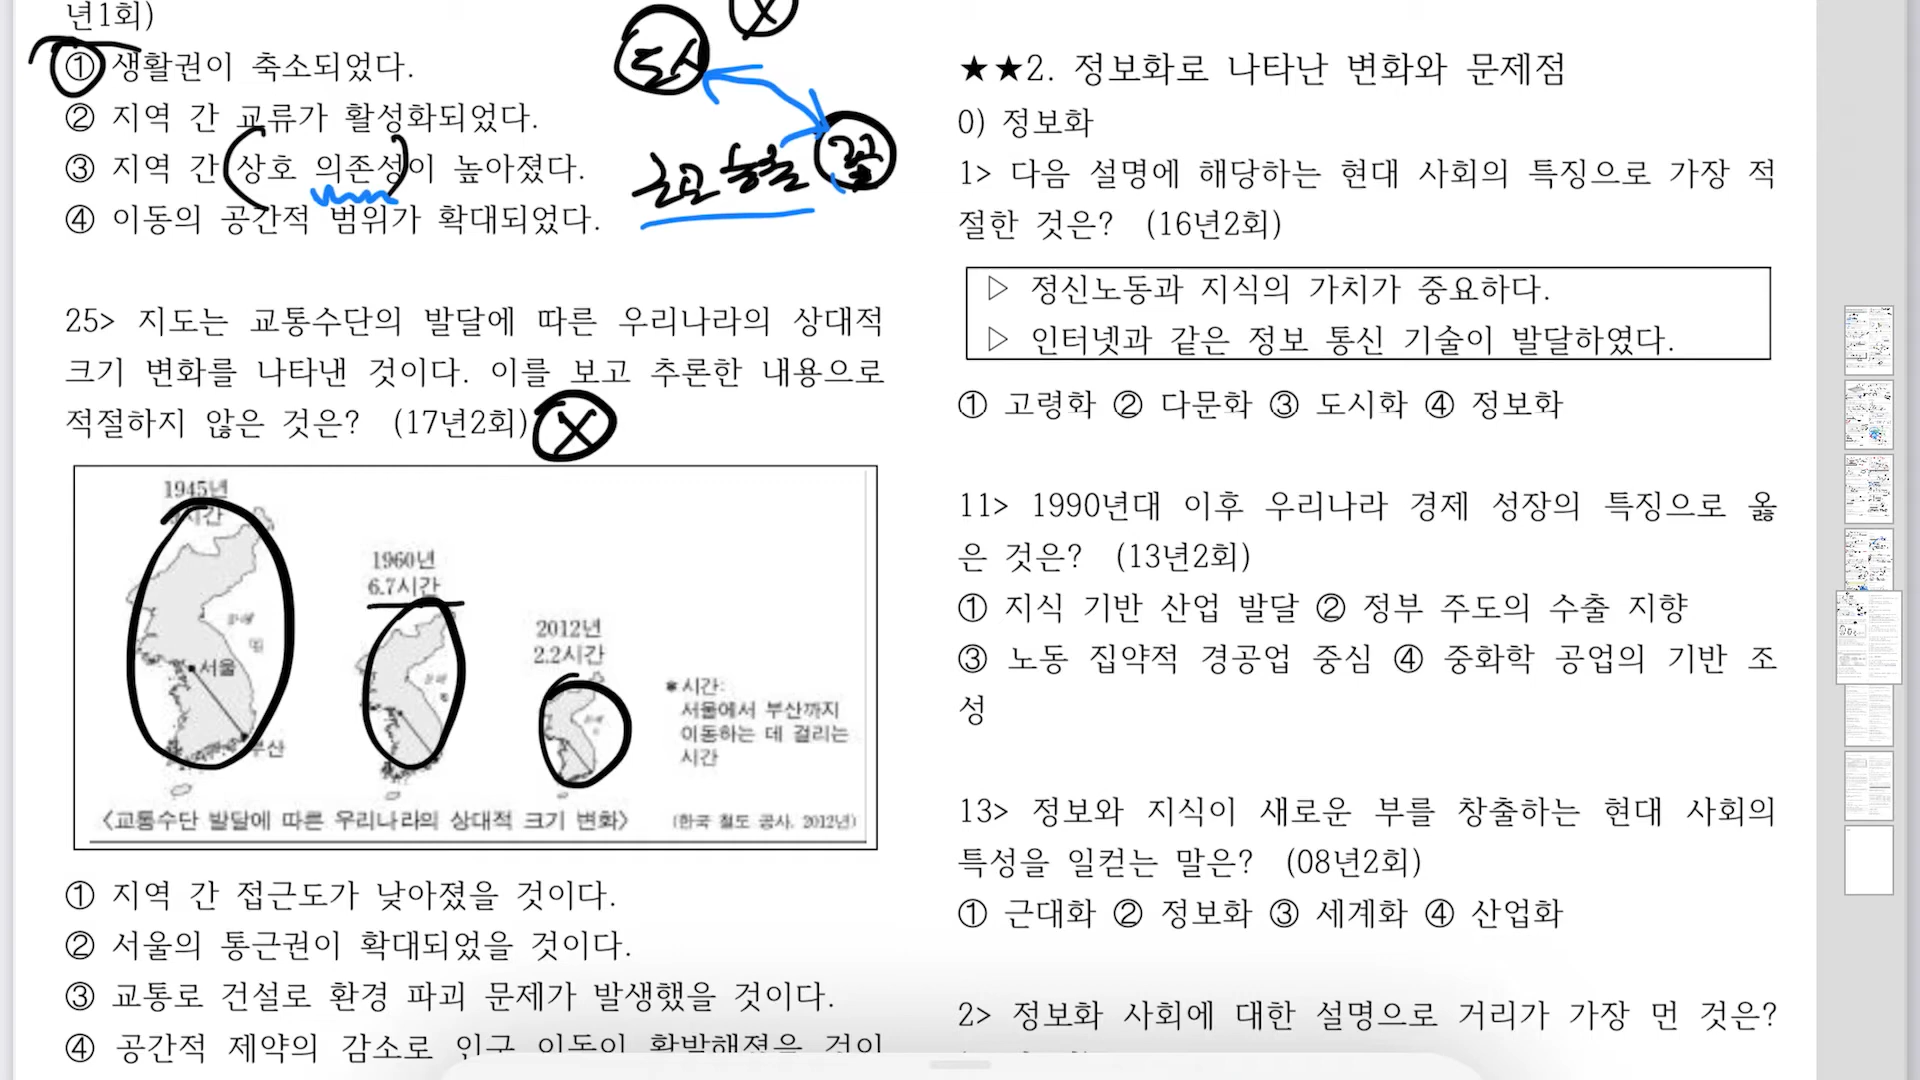 년1회)
① 생활권이 축소되었다.
② 지역 간 교류가 활성화되었다.
③ 지역 간 상호 의존성이 높아졌다.
④ 이동의 공간적 범위가 확대되었다.
도시
25> 지도는 교통수단의 발달에 따른 우리나라의 상대적
크기 변화를 나타낸 것이다. 이를 보고 추론한 내용으로
적절하지 않은 것은? (17년2회)
X
1945년
시간
서울
부산
1960년
6.7시간
2012년
2.2시간
* 시간:
서울에서 부산까지
이동하는 데 걸리는
시간
<교통수단 발달에 따른 우리나라의 상대적 크기 변화>
(한국 철도 공사, 2012년)
① 지역 간 접근도가 낮아졌을 것이다.
② 서울의 통근권이 확대되었을 것이다.
③ 교통로 건설로 환경 파괴 문제가 발생했을 것이다.
④ 공간적 제약의 감소로 인구 이동이 활발해졌을 것이
★★2. 정보화로 나타난 변화와 문제점
0) 정보화
1> 다음 설명에 해당하는 현대 사회의 특징으로 가장 적
절한 것은? (16년2회)
▷ 정신노동과 지식의 가치가 중요하다.
▷ 인터넷과 같은 정보 통신 기술이 발달하였다.
① 고령화 ② 다문화 ③ 도시화 ④ 정보화
11> 1990년대 이후 우리나라 경제 성장의 특징으로 옳
은 것은? (13년2회)
① 지식 기반 산업 발달 ② 정부 주도의 수출 지향
③ 노동 집약적 경공업 중심 ④ 중화학 공업의 기반 조
성
13> 정보와 지식이 새로운 부를 창출하는 현대 사회의
특성을 일컫는 말은? (08년2회)
① 근대화 ② 정보화 ③ 세계화 ④ 산업화
2> 정보화 사회에 대한 설명으로 거리가 가장 먼 것은?